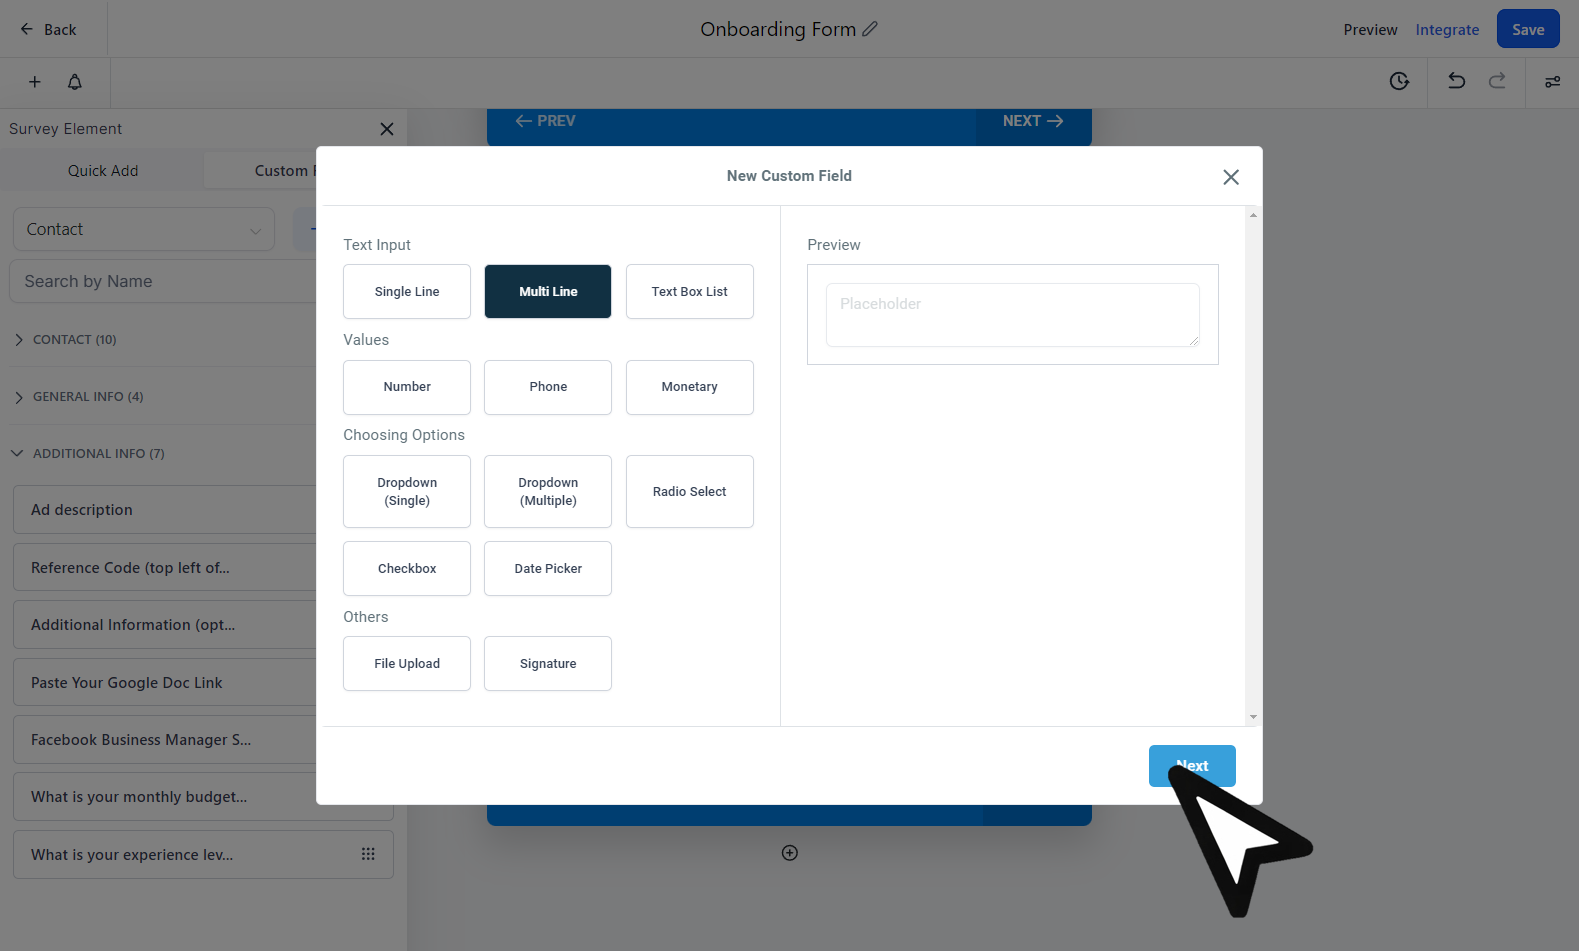 Back
Onboarding Form
Preview
Integrate
Save
Survey Element
PREV
NEXT
Quick Add
Custom
Contact
Search by Name
CONTACT (10)
GENERAL INFO (4)
ADDITIONAL INFO (7)
Ad description
Reference Code (top left of...
Additional Information (opt...
Paste Your Google Doc Link
Facebook Business Manager S...
What is your monthly budget...
What is your experience lev...
New Custom Field
Text Input
Single Line
Multi Line
Text Box List
Values
Number
Phone
Monetary
Choosing Options
Dropdown
(Single)
Dropdown
(Multiple)
Radio Select
Checkbox
Date Picker
Others
File Upload
Signature
Preview
Placeholder
Next